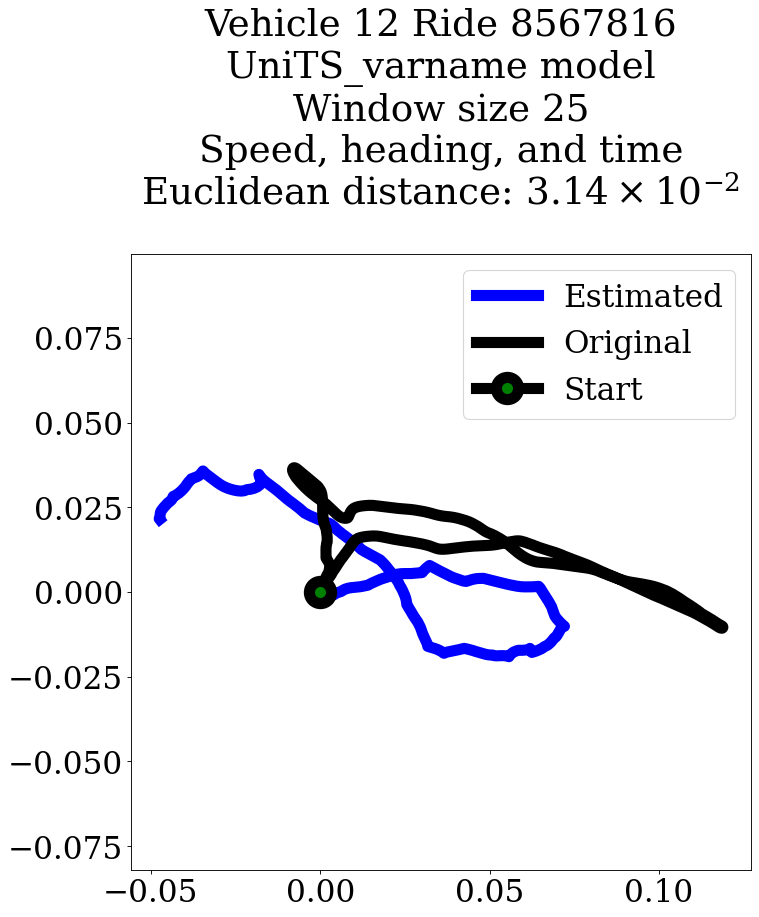 Vehicle 12 Ride 8567816
UniTS_varname model
Window size 25
Speed, heading, and time
Euclidean distance: 3.14 × 10⁻²
Estimated
Original
Start
0.075
0.050
0.025
0.000
−0.025
−0.050
−0.075
−0.05
0.00
0.05
0.10